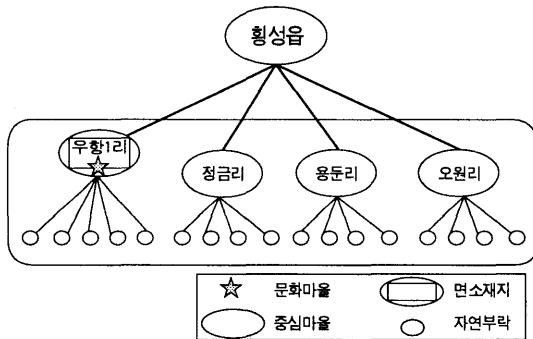 횡성읍
우항1리
정금리
용둔리
오원리
문화마을
면소재지
중심마을
자연부락